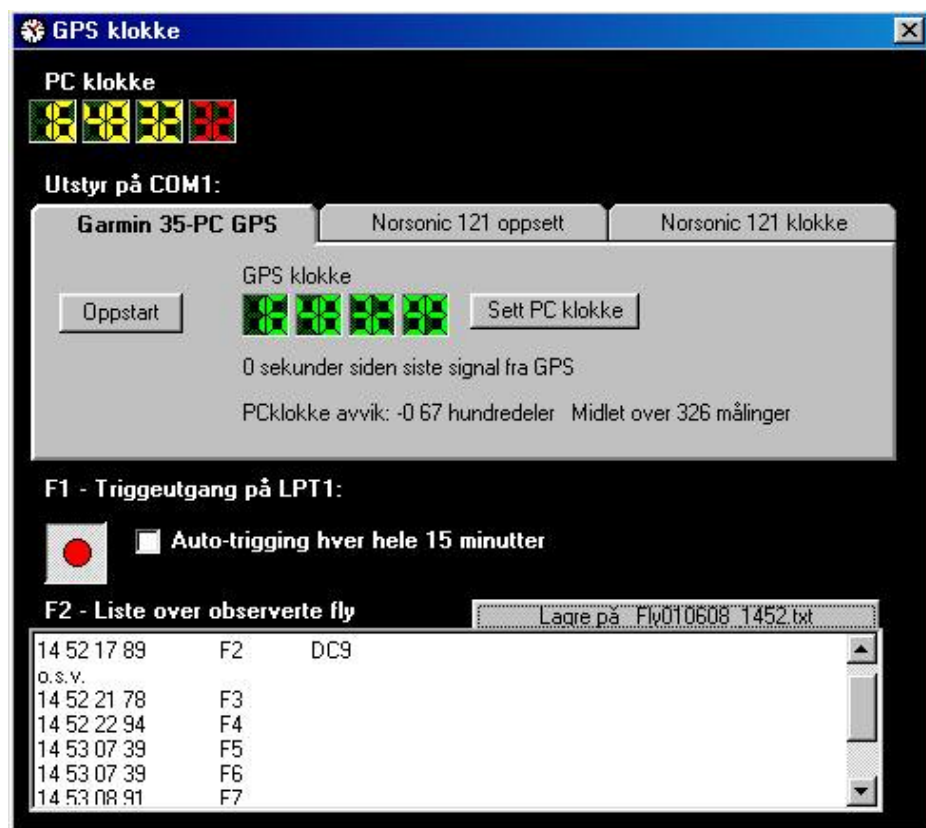 GPS klokke
PC klokke
Utstyr på COM1:
Garmin 35-PC GPS Norsonic 121 oppsett Norsonic 121 klokke
GPS klokke
Oppstart Sett PC klokke
0 sekunder siden siste signal fra GPS
PCklokke avvik: -0 67 hundredeler Midlet over 326 målinger
F1 - Triggeutgang på LPT1:
Auto-trigging hver hele 15 minutter
F2 - Liste over observerte fly Lagre på Fly010608 1452.txt
14 52 17 89 F2 DC9
o.s.v.
14 52 21 78 F3
14 52 22 94 F4
14 53 07 39 F5
14 53 07 39 F6
14 53 08 91 F7